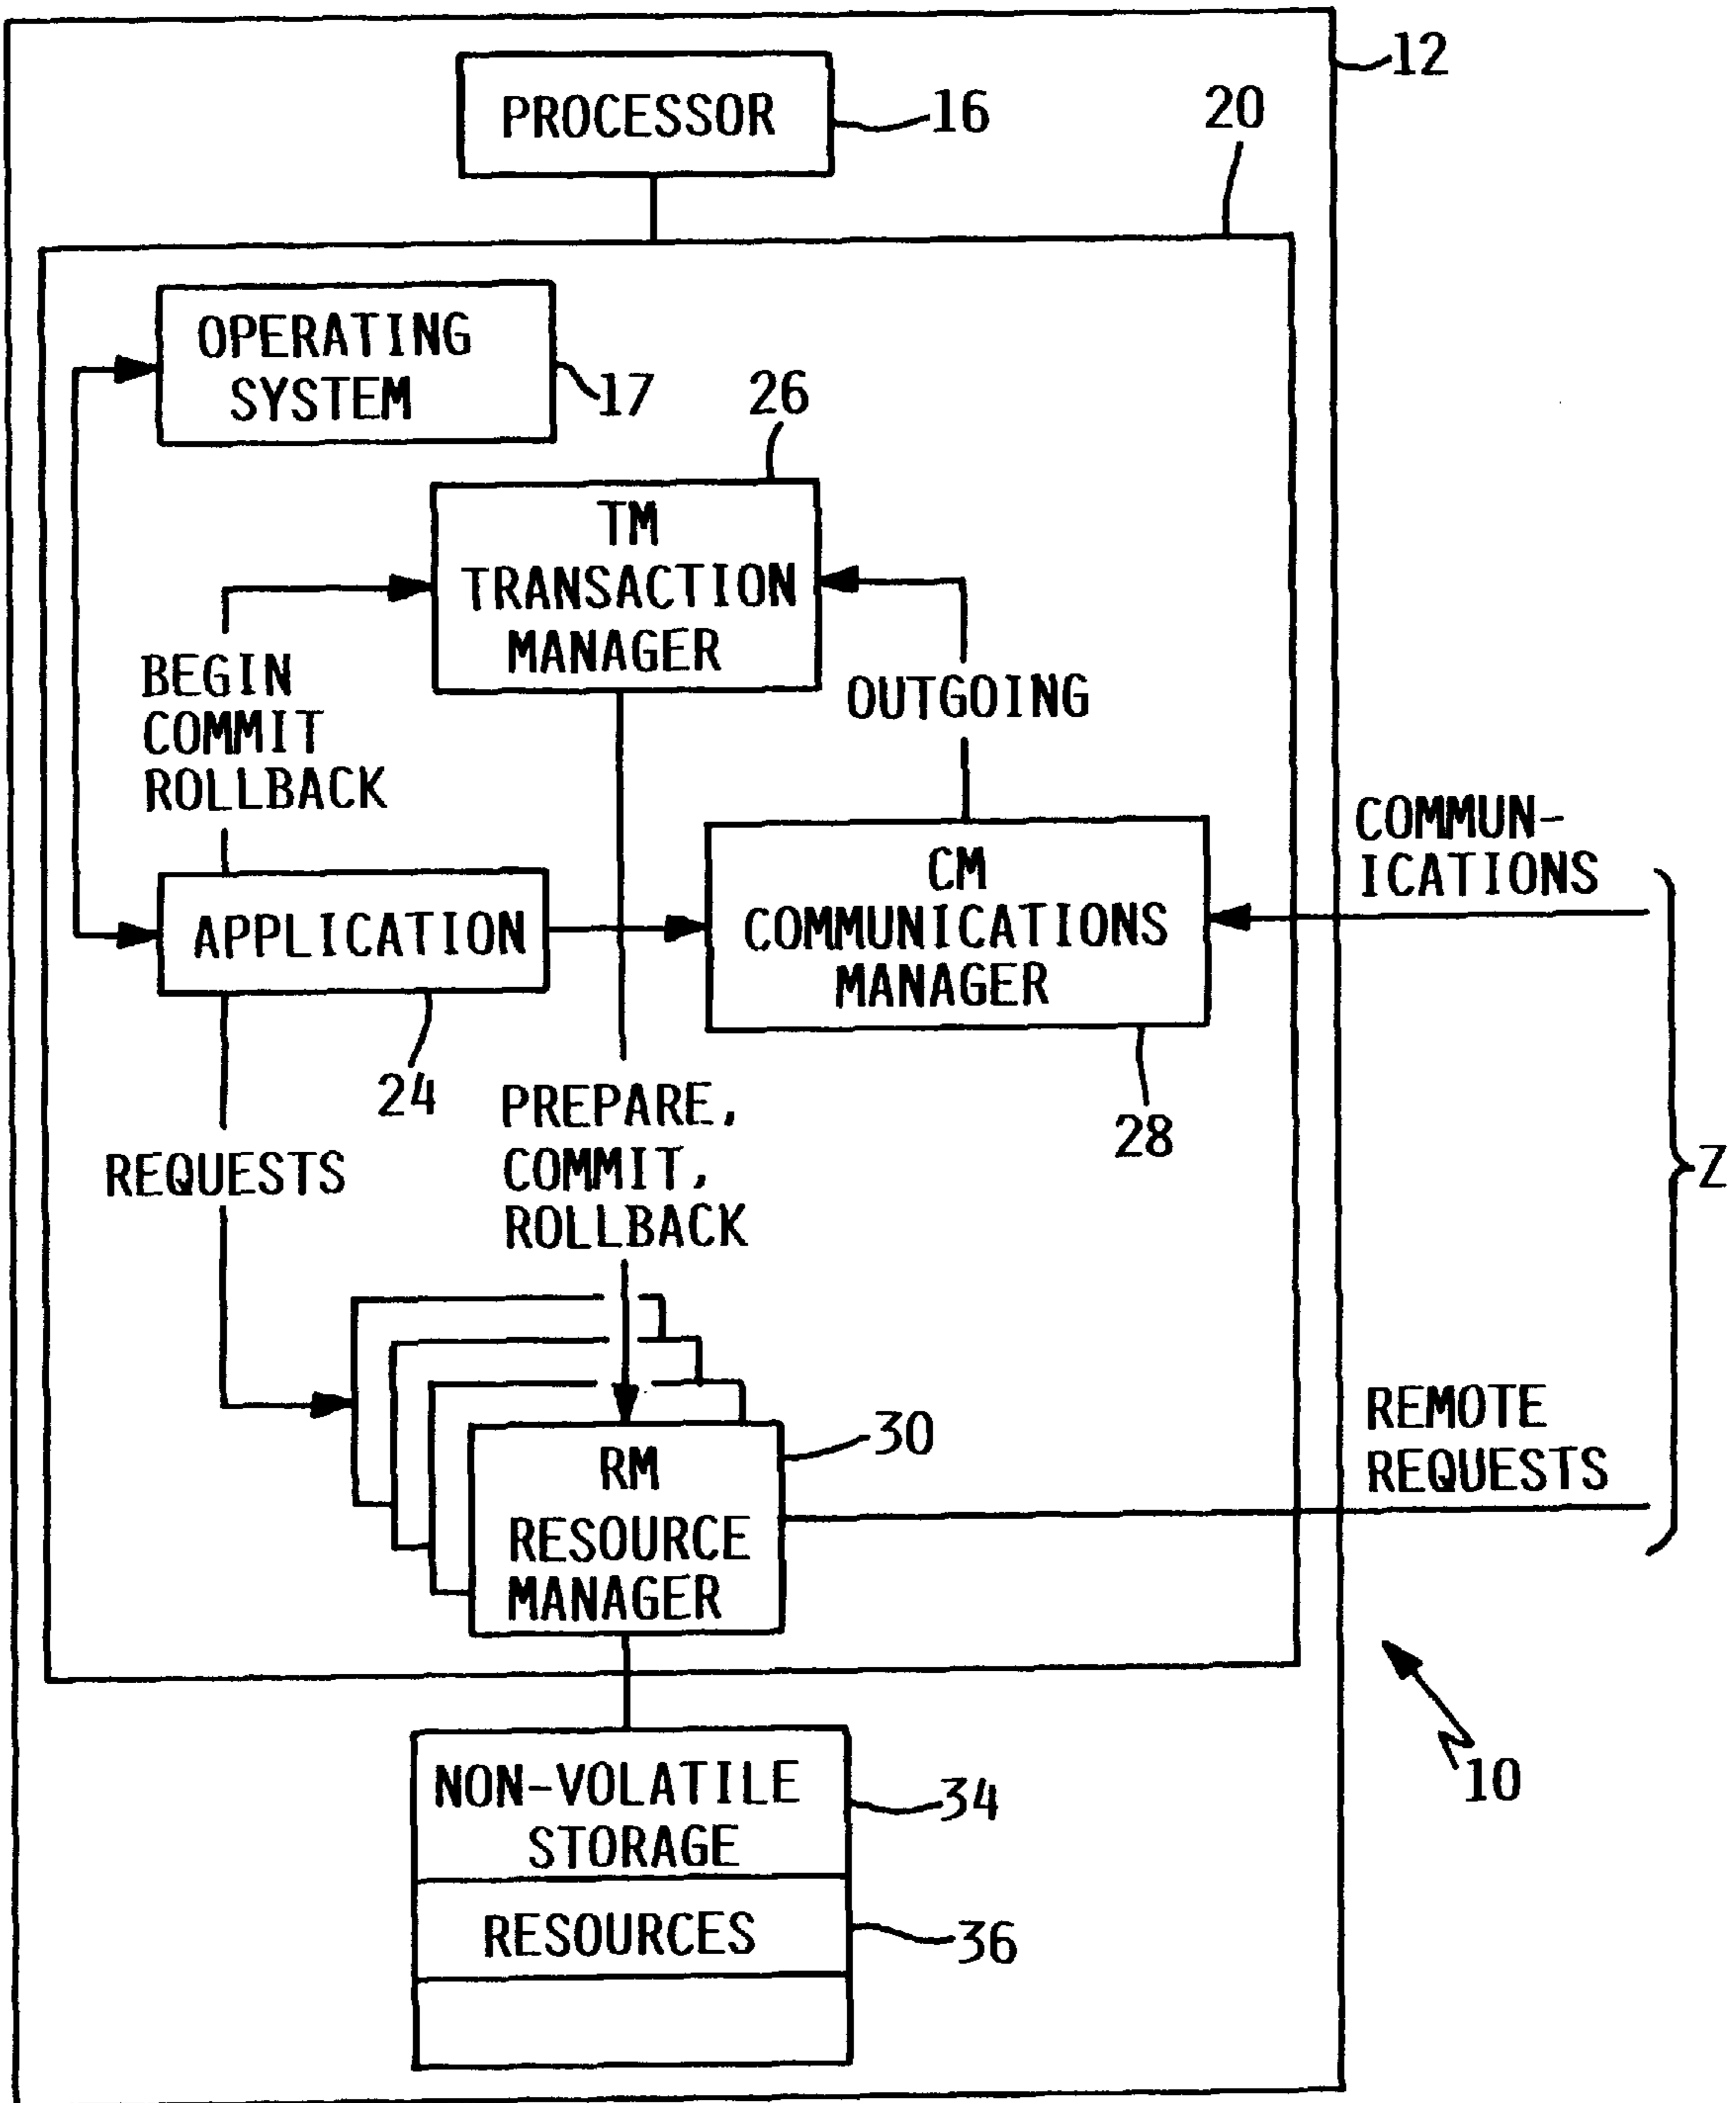 12
PROCESSOR
16
20
OPERATING
SYSTEM
17
26
TM
TRANSACTION
MANAGER
BEGIN
COMMIT
ROLLBACK
OUTGOING
COMMUN-
ICATIONS
CM
COMMUNICATIONS
MANAGER
APPLICATION
24
28
PREPARE,
COMMIT,
ROLLBACK
REQUESTS
Z
REMOTE
REQUESTS
30
RM
RESOURCE
MANAGER
10
NON-VOLATILE
STORAGE
34
RESOURCES
36